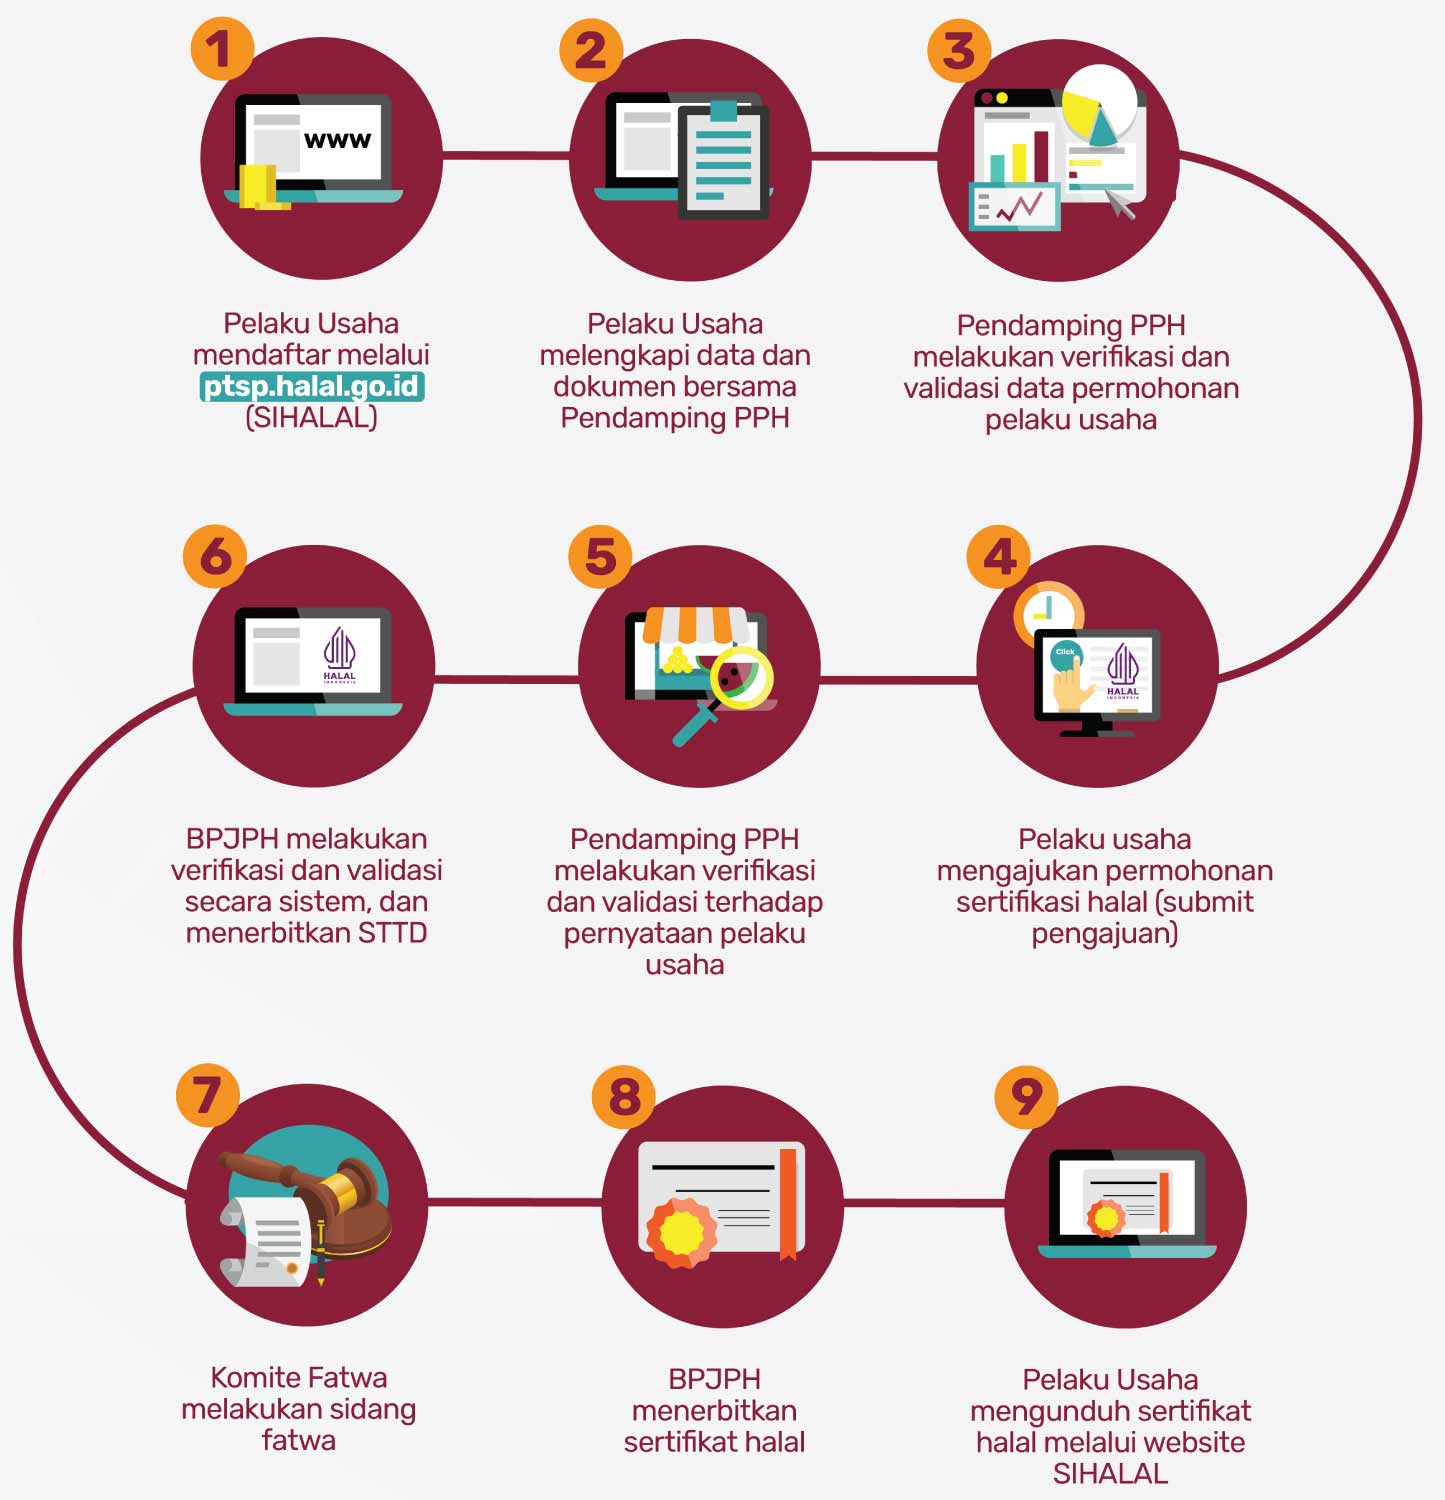 1
www
Pelaku Usaha
mendaftar melalui
ptsp.halal.go.id
(SIHALAL)
2
Pelaku Usaha
melengkapi data dan
dokumen bersama
Pendamping PPH
3
Pendamping PPH
melakukan verifikasi dan
validasi data permohonan
pelaku usaha
4
Click
HALAL
INDONESIA
Pelaku usaha
mengajukan permohonan
sertifikasi halal (submit
pengajuan)
5
Pendamping PPH
melakukan verifikasi
dan validasi terhadap
pernyataan pelaku
usaha
6
HALAL
INDONESIA
BPJPH melakukan
verifikasi dan validasi
secara sistem, dan
menerbitkan STTD
7
Komite Fatwa
melakukan sidang
fatwa
8
BPJPH
menerbitkan
sertifikat halal
9
Pelaku Usaha
mengunduh sertifikat
halal melalui website
SIHALAL